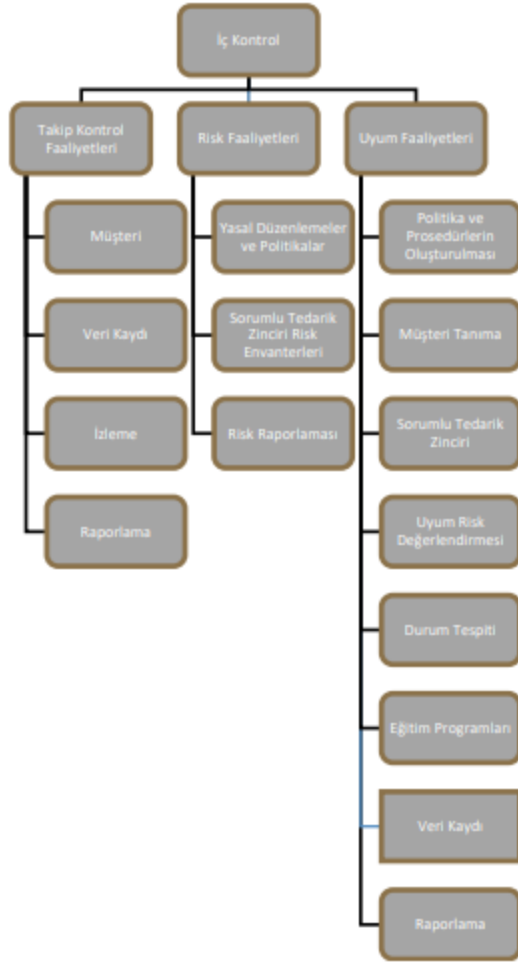 İç Kontrol
Takip Kontrol
Faaliyetleri
Risk Faaliyetleri
Uyum Faaliyetleri
Müşteri
Veri Kaydı
İzleme
Raporlama
Yasal Düzenlemeler
ve Politikalar
Sorumlu Tedarik
Zinciri Risk
Envanterleri
Risk Raporlaması
Politika ve
Prosedürlerin
Oluşturulması
Müşteri Tanıma
Sorumlu Tedarik
Zinciri
Uyum Risk
Değerlendirmesi
Durum Tespiti
Eğitim Programları
Veri Kaydı
Raporlama